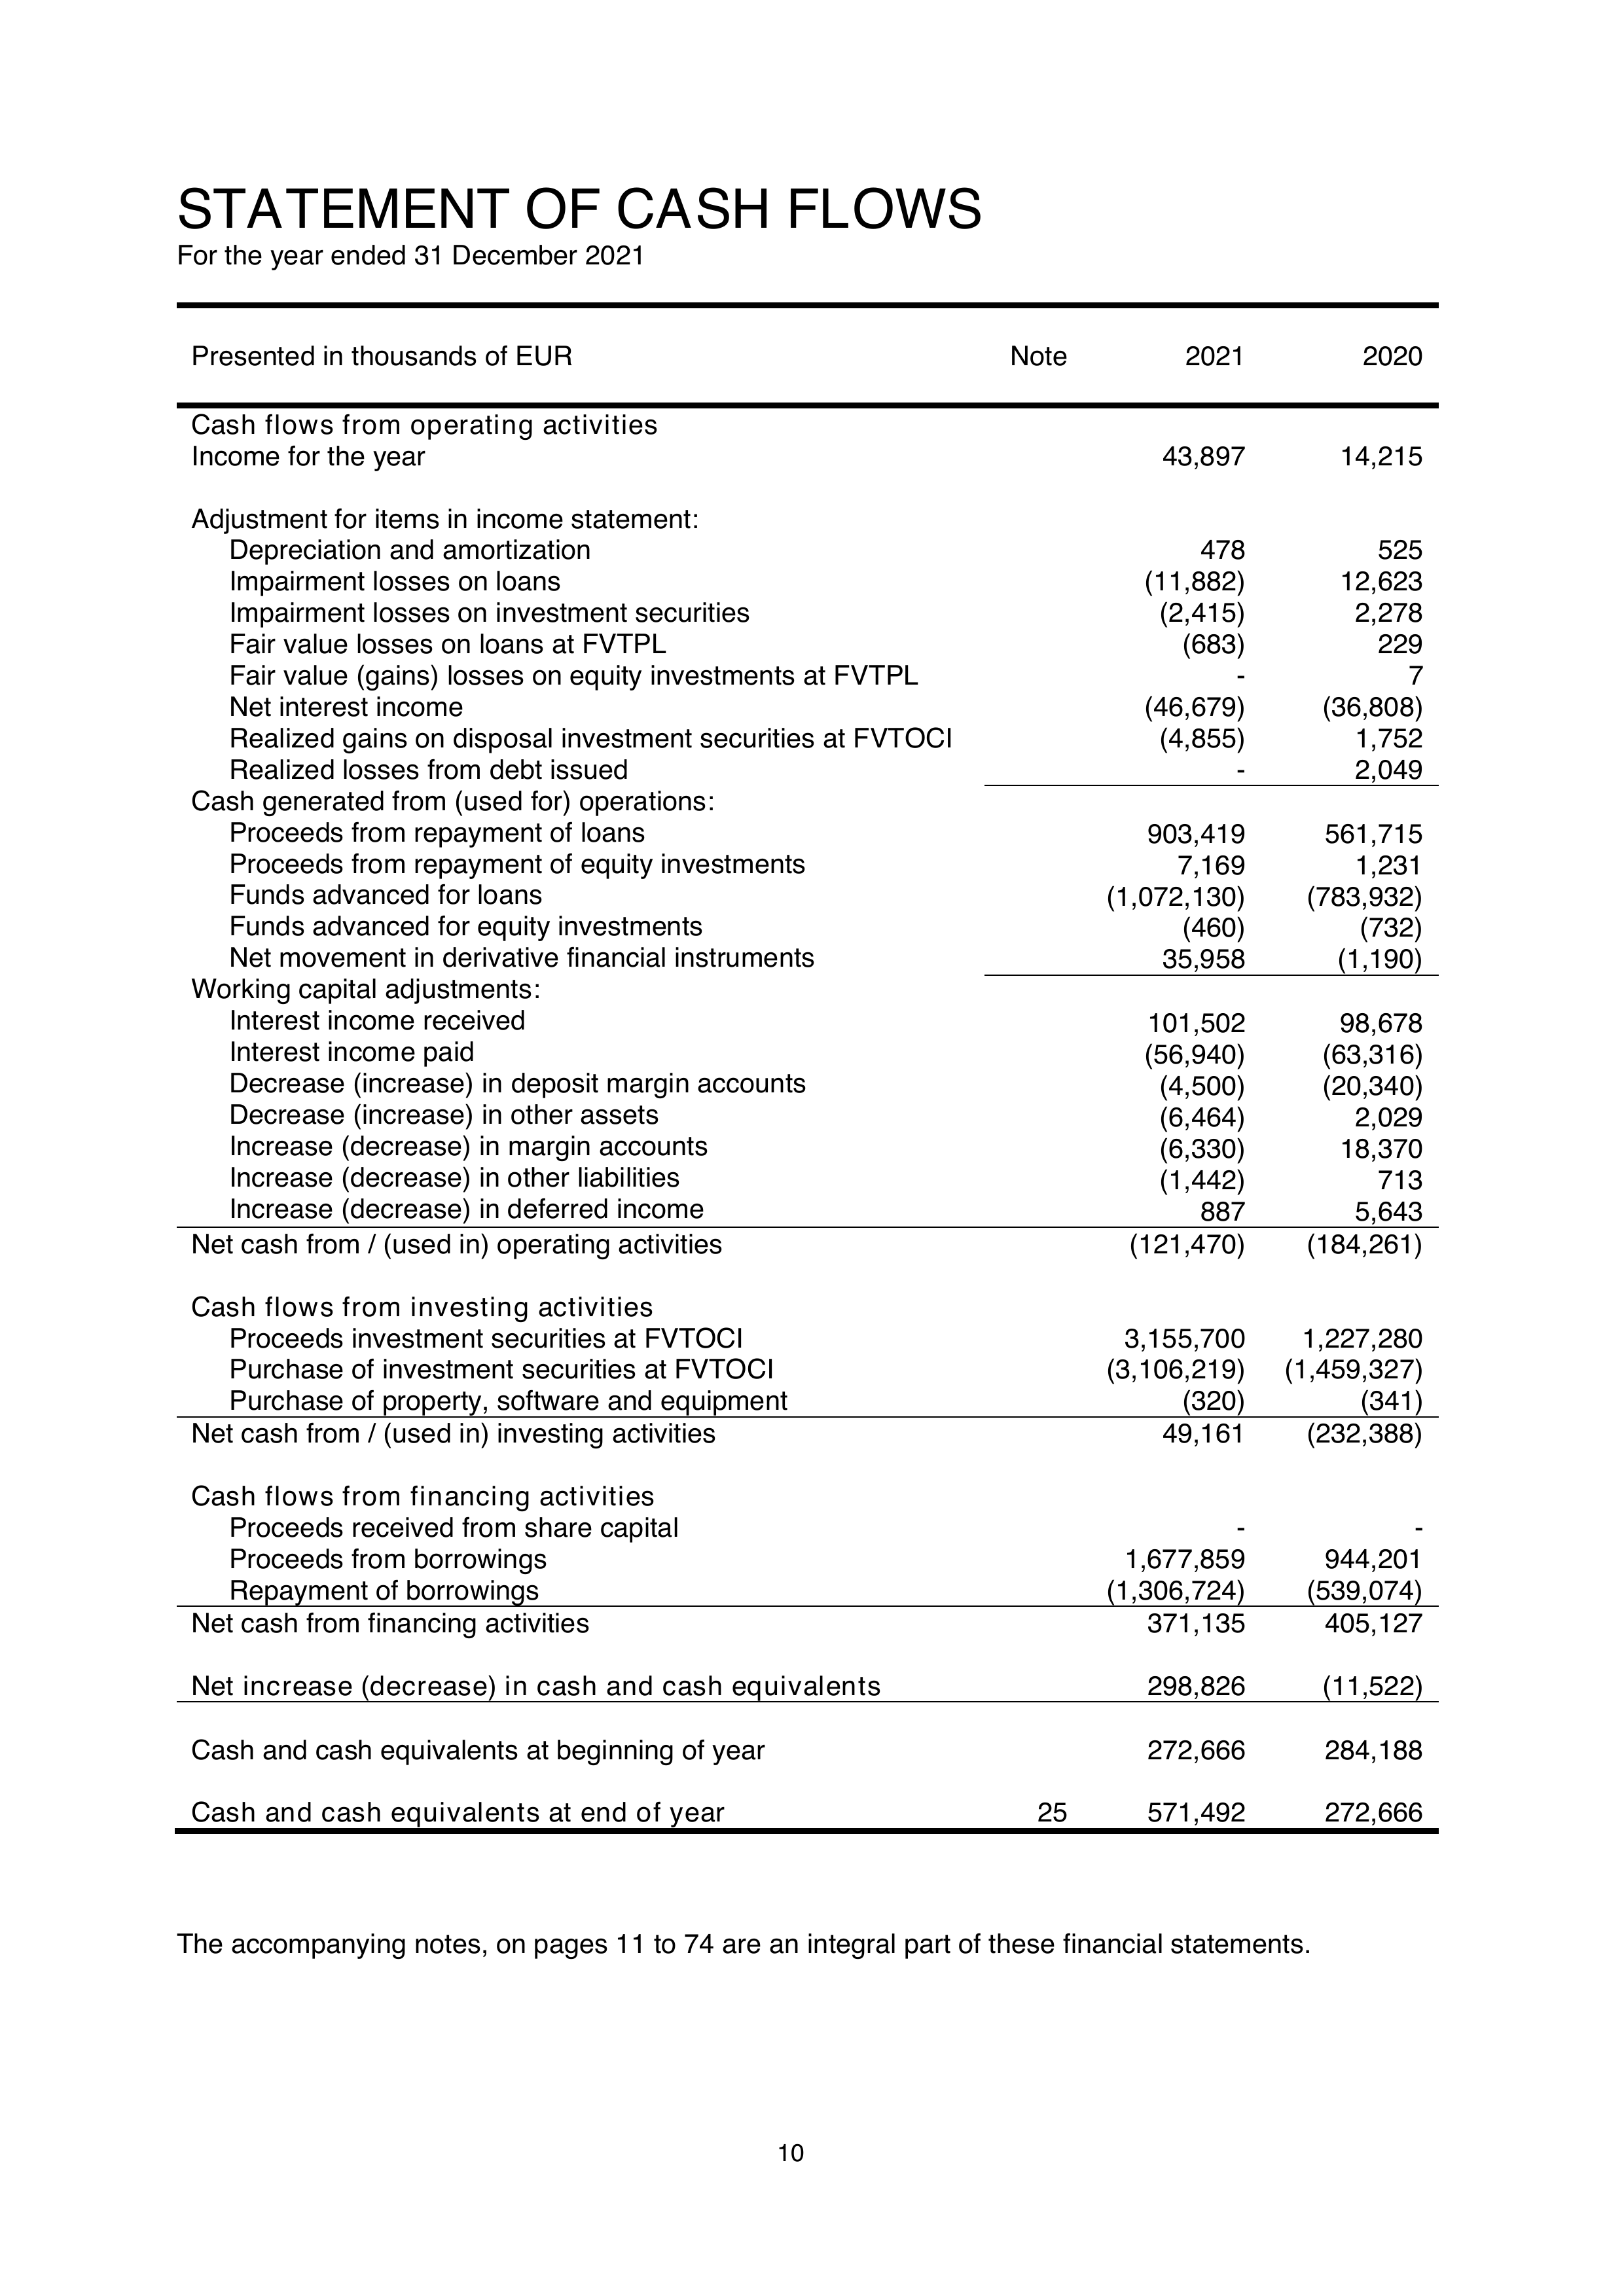 STATEMENT OF CASH FLOWS
For the year ended 31 December 2021
Presented in thousands of EUR Note 2021 2020
Cash flows from operating activities
Income for the year 43,897 14,215
Adjustment for items in income statement:
Depreciation and amortization 478 525
Impairment losses on loans (11,882) 12,623
Impairment losses on investment securities (2,415) 2,278
Fair value losses on loans at FVTPL (683) 229
Fair value (gains) losses on equity investments at FVTPL - 7
Net interest income (46,679) (36,808)
Realized gains on disposal investment securities at FVTOCI (4,855) 1,752
Realized losses from debt issued - 2,049
Cash generated from (used for) operations:
Proceeds from repayment of loans 903,419 561,715
Proceeds from repayment of equity investments 7,169 1,231
Funds advanced for loans (1,072,130) (783,932)
Funds advanced for equity investments (460) (732)
Net movement in derivative financial instruments 35,958 (1,190)
Working capital adjustments:
Interest income received 101,502 98,678
Interest income paid (56,940) (63,316)
Decrease (increase) in deposit margin accounts (4,500) (20,340)
Decrease (increase) in other assets (6,464) 2,029
Increase (decrease) in margin accounts (6,330) 18,370
Increase (decrease) in other liabilities (1,442) 713
Increase (decrease) in deferred income 887 5,643
Net cash from / (used in) operating activities (121,470) (184,261)
Cash flows from investing activities
Proceeds investment securities at FVTOCI 3,155,700 1,227,280
Purchase of investment securities at FVTOCI (3,106,219) (1,459,327)
Purchase of property, software and equipment (320) (341)
Net cash from / (used in) investing activities 49,161 (232,388)
Cash flows from financing activities
Proceeds received from share capital - -
Proceeds from borrowings 1,677,859 944,201
Repayment of borrowings (1,306,724) (539,074)
Net cash from financing activities 371,135 405,127
Net increase (decrease) in cash and cash equivalents 298,826 (11,522)
Cash and cash equivalents at beginning of year 272,666 284,188
Cash and cash equivalents at end of year 25 571,492 272,666
The accompanying notes, on pages 11 to 74 are an integral part of these financial statements.
10